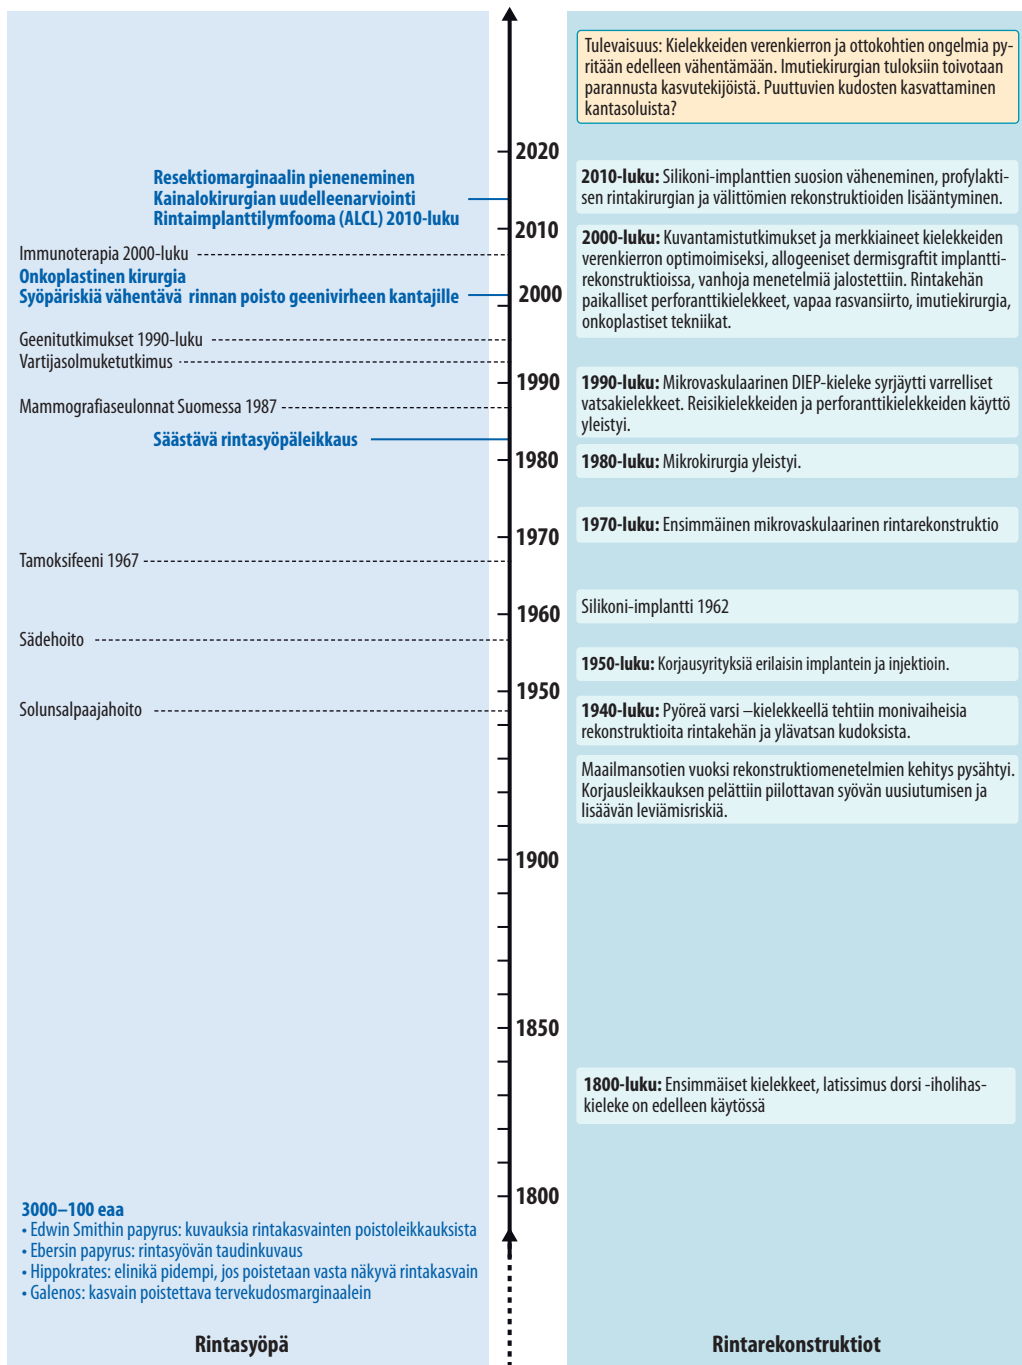 Tulevaisuus: Kielekkeiden verenkierron ja ottokohtien ongelmia py-
ritään edelleen vähentämään. Imutiekirurgian tuloksiin toivotaan
parannusta kasvutekijöistä. Puuttuvien kudosten kasvattaminen
kantasoluista?
2020
Resektiomarginaalin pieneneminen
Kainalokirurgian uudelleenarviointi
Rintaimplanttilymfooma (ALCL) 2010-luku
2010-luku: Silikoni-implanttien suosion väheneminen, profylakti-
sen rintakirurgian ja välittömien rekonstruktioiden lisääntyminen.
2010
Immunoterapia 2000-luku
Onkoplastinen kirurgia
Syöpäriskiä vähentävä rinnan poisto geenivirheen kantajille
2000-luku: Kuvantamistutkimukset ja merkkiaineet kielekkeiden
verenkierron optimoimiseksi, allogeeniset dermisgraftit implantti-
rekonstruktioissa, vanhoja menetelmiä jalostettiin. Rintakehän
paikalliset perforanttikielekkeet, vapaa rasvansiirto, imutiekirurgia,
onkoplastiset tekniikat.
2000
Geenitutkimukset 1990-luku
Vartijasolmuketutkimus
1990
1990-luku: Mikrovaskulaarinen DIEP-kieleke syrjäytti varrelliset
vatsakielekkeet. Reisikielekkeiden ja perforanttikielekkeiden käyttö
yleistyi.
Mammografiaseulonnat Suomessa 1987
Säästävä rintasyöpäleikkaus
1980
1980-luku: Mikrokirurgia yleistyi.
1970-luku: Ensimmäinen mikrovaskulaarinen rintarekonstruktio
1970
Tamoksifeeni 1967
Silikoni-implantti 1962
1960
Sädehoito
1950-luku: Korjausyrityksiä erilaisin implantein ja injektioin.
1950
Solunsalpaajahoito
1940-luku: Pyöreä varsi –kielekkeellä tehtiin monivaiheisia
rekonstruktioita rintakehän ja ylävatsan kudoksista.
Maailmansotien vuoksi rekonstruktiomenetelmien kehitys pysähtyi.
Korjausleikkauksen pelättiin piilottavan syövän uusiutumisen ja
lisäävän leviämisriskiä.
1900
1850
1800-luku: Ensimmäiset kielekkeet, latissimus dorsi -iholihas-
kieleke on edelleen käytössä
1800
3000–100 eaa
• Edwin Smithin papyrus: kuvauksia rintakasvainten poistoleikkauksista
• Ebersin papyrus: rintasyövän taudinkuvaus
• Hippokrates: elinikä pidempi, jos poistetaan vasta näkyvä rintakasvain
• Galenos: kasvain poistettava tervekudosmarginaalein
Rintasyöpä
Rintarekonstruktiot